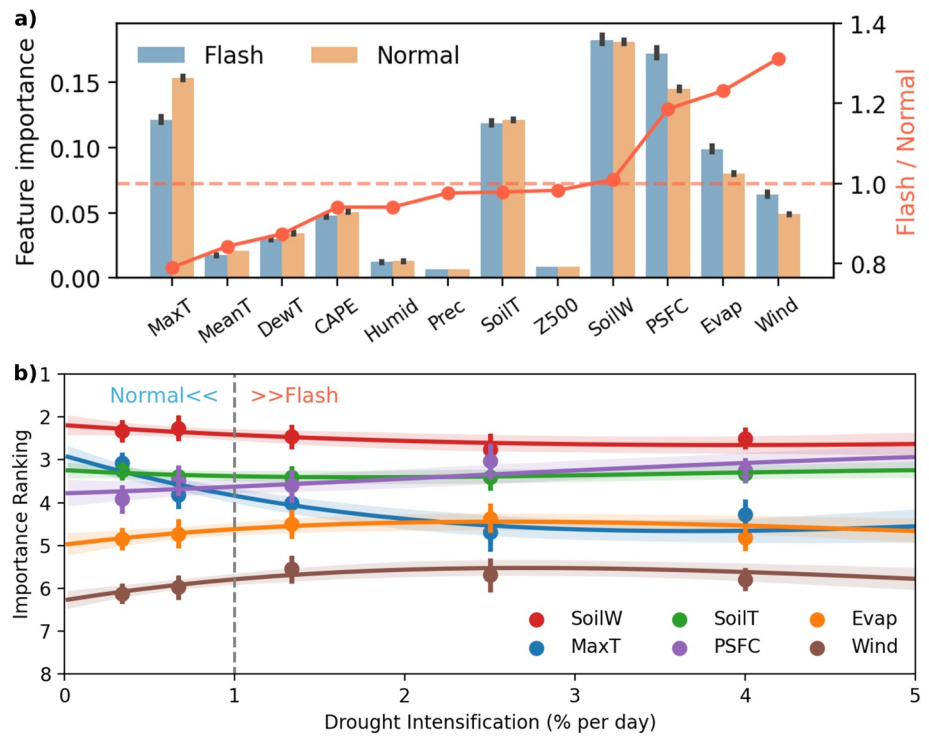 a)
Flash
Normal
Feature importance
0.15
0.10
0.05
0.00
1.4
1.2
1.0
0.8
Flash / Normal
MaxT
MeanT
DewT
CAPE
Humid
Prec
SoilT
Z500
SoilW
PSFC
Evap
Wind
b)
Normal<<
>>Flash
Importance Ranking
1
2
3
4
5
6
7
8
SoilW
SoilT
Evap
MaxT
PSFC
Wind
0
1
2
3
4
5
Drought Intensification (% per day)